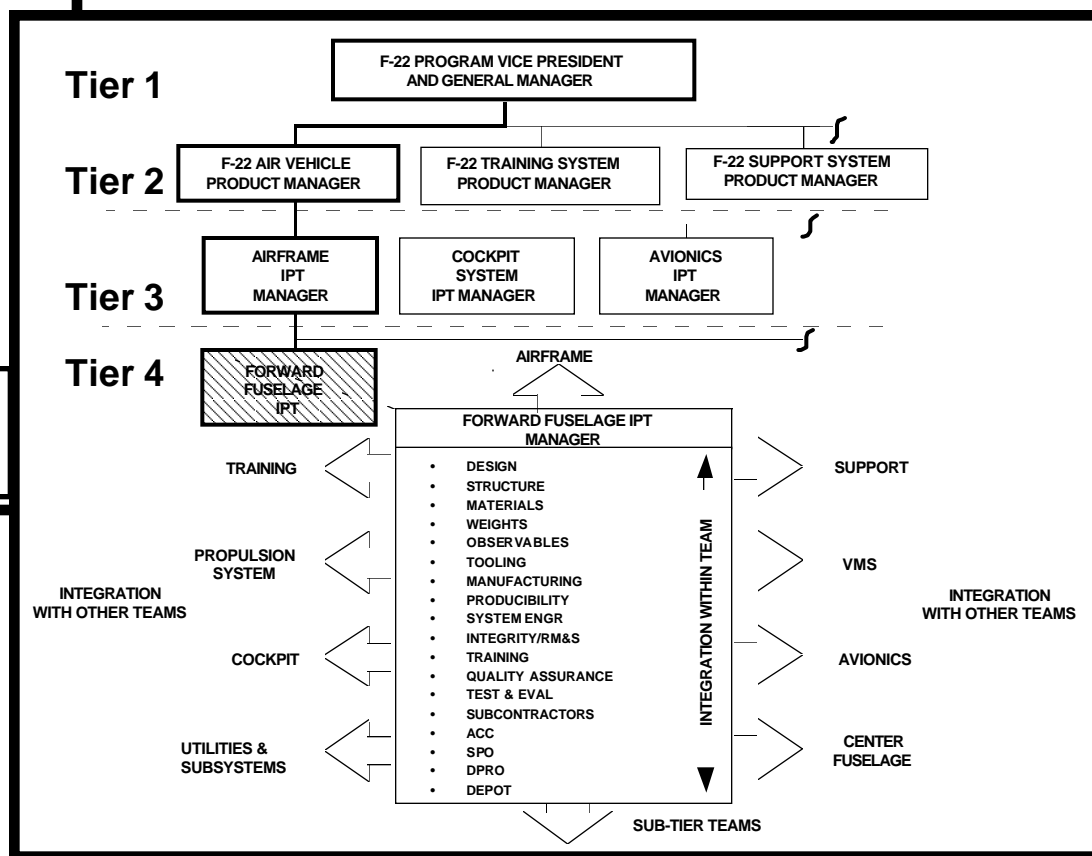 Tier 1
F-22 PROGRAM VICE PRESIDENT
AND GENERAL MANAGER
Tier 2
F-22 AIR VEHICLE
PRODUCT MANAGER
F-22 TRAINING SYSTEM
PRODUCT MANAGER
F-22 SUPPORT SYSTEM
PRODUCT MANAGER
Tier 3
AIRFRAME
IPT
MANAGER
COCKPIT
SYSTEM
IPT MANAGER
AVIONICS
IPT
MANAGER
Tier 4
FORWARD
FUSELAGE
IPT
AIRFRAME
FORWARD FUSELAGE IPT
MANAGER
• DESIGN
• STRUCTURE
• MATERIALS
• WEIGHTS
• OBSERVABLES
• TOOLING
• MANUFACTURING
• PRODUCIBILITY
• SYSTEM ENGR
• INTEGRITY/RM&S
• TRAINING
• QUALITY ASSURANCE
• TEST & EVAL
• SUBCONTRACTORS
• ACC
• SPO
• DPRO
• DEPOT
INTEGRATION WITHIN TEAM
TRAINING
PROPULSION
SYSTEM
INTEGRATION
WITH OTHER TEAMS
COCKPIT
UTILITIES &
SUBSYSTEMS
SUPPORT
VMS
INTEGRATION
WITH OTHER TEAMS
AVIONICS
CENTER
FUSELAGE
SUB-TIER TEAMS